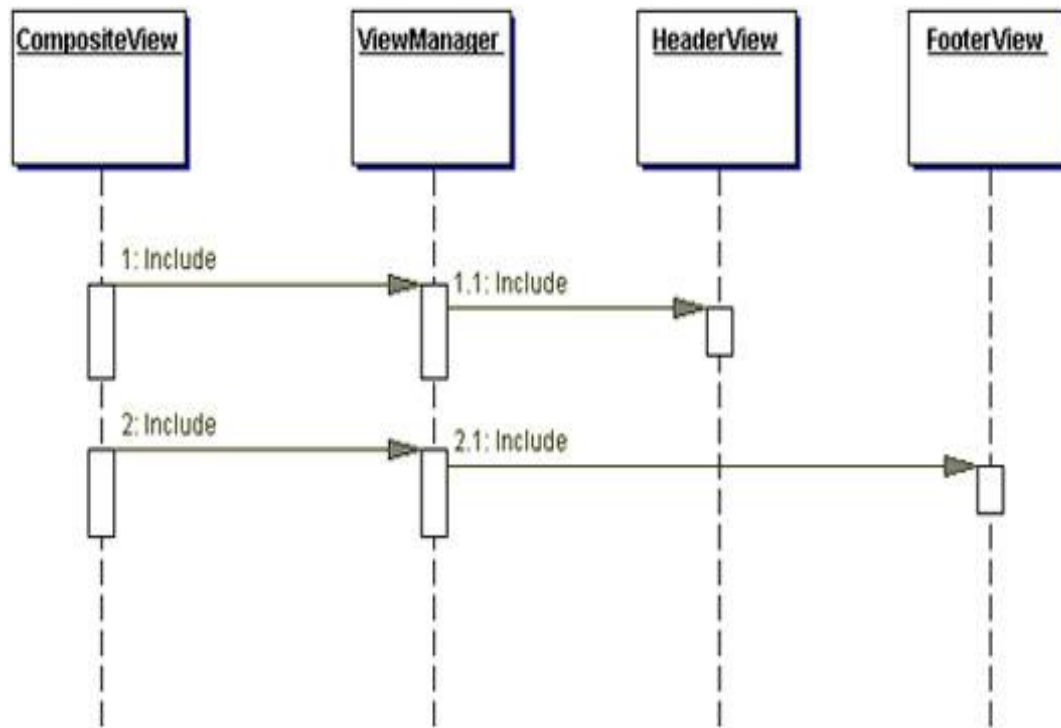 CompositeView
ViewManager
HeaderView
FooterView
1: Include
1.1: Include
2: Include
2.1: Include